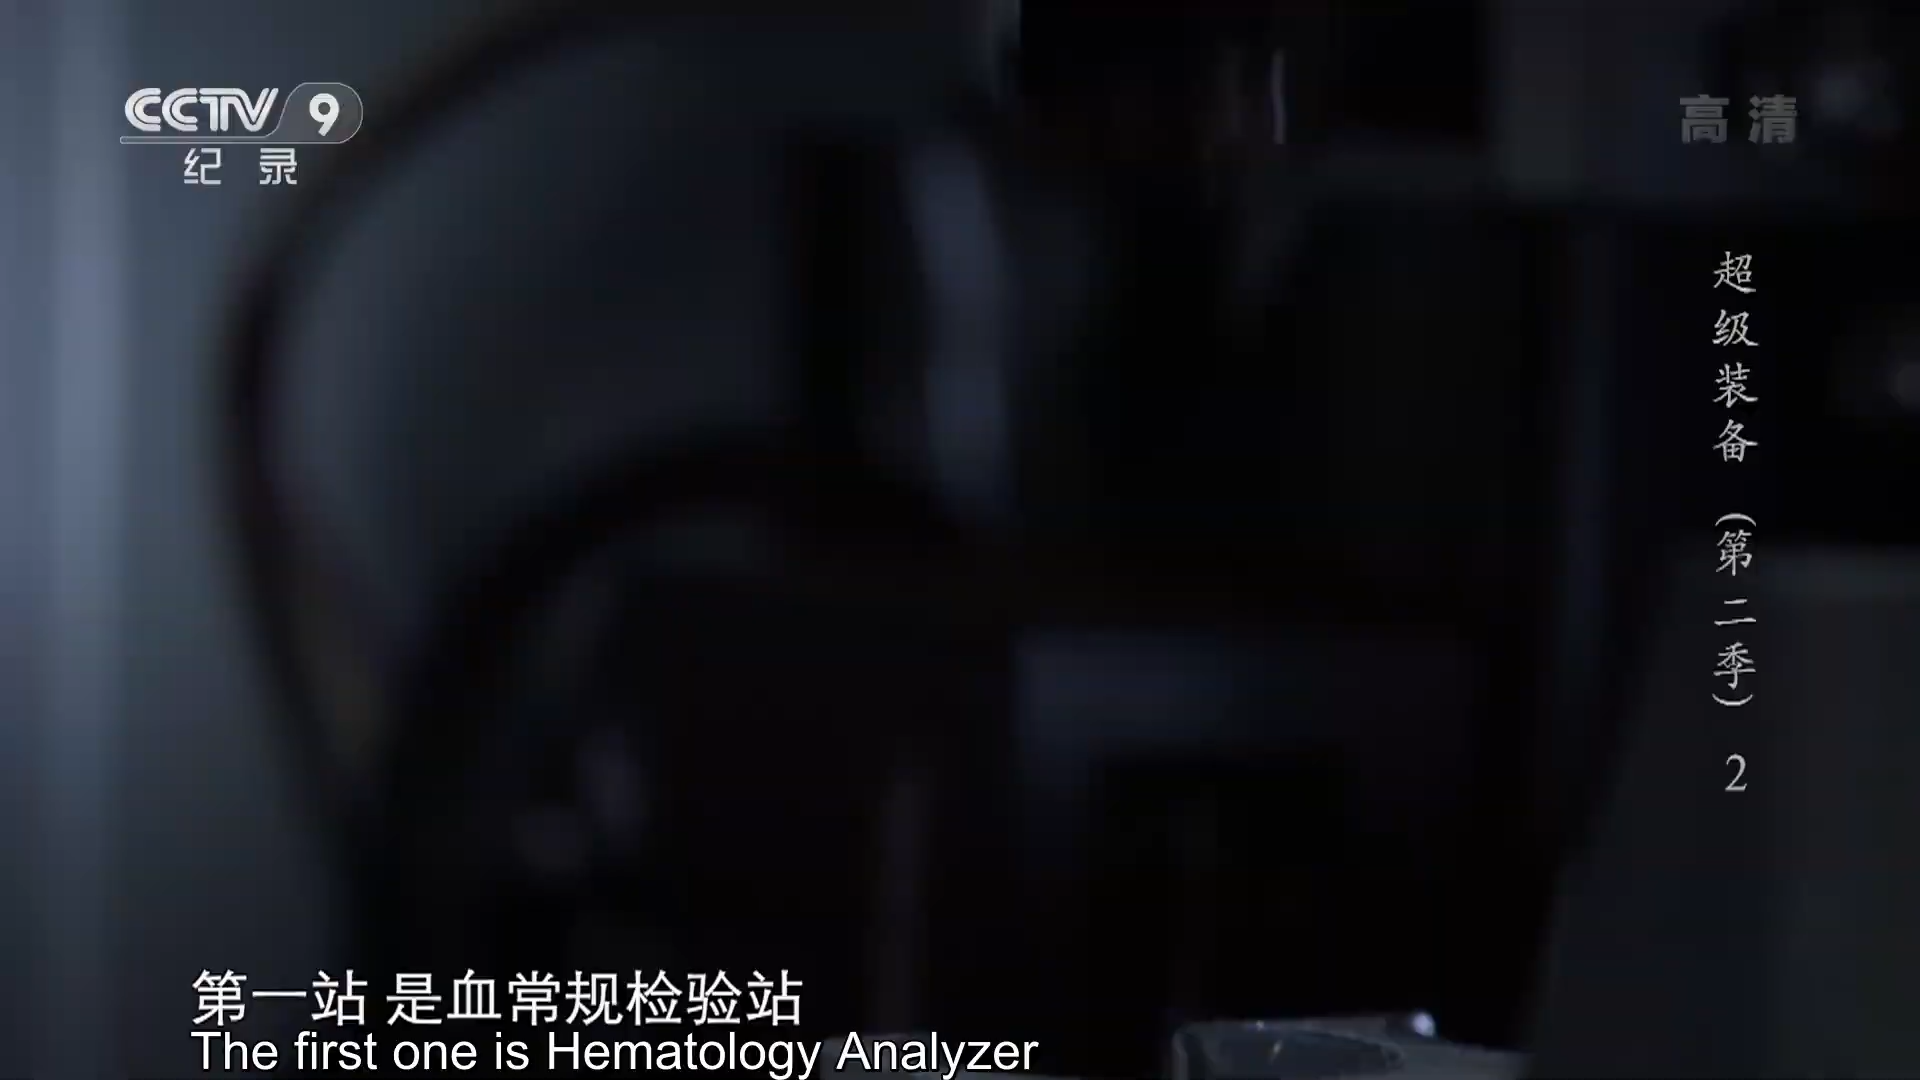 CCTV 9
纪录
高清
超级装备（第二季） 2
第一站 是血常规检验站
The first one is Hematology Analyzer